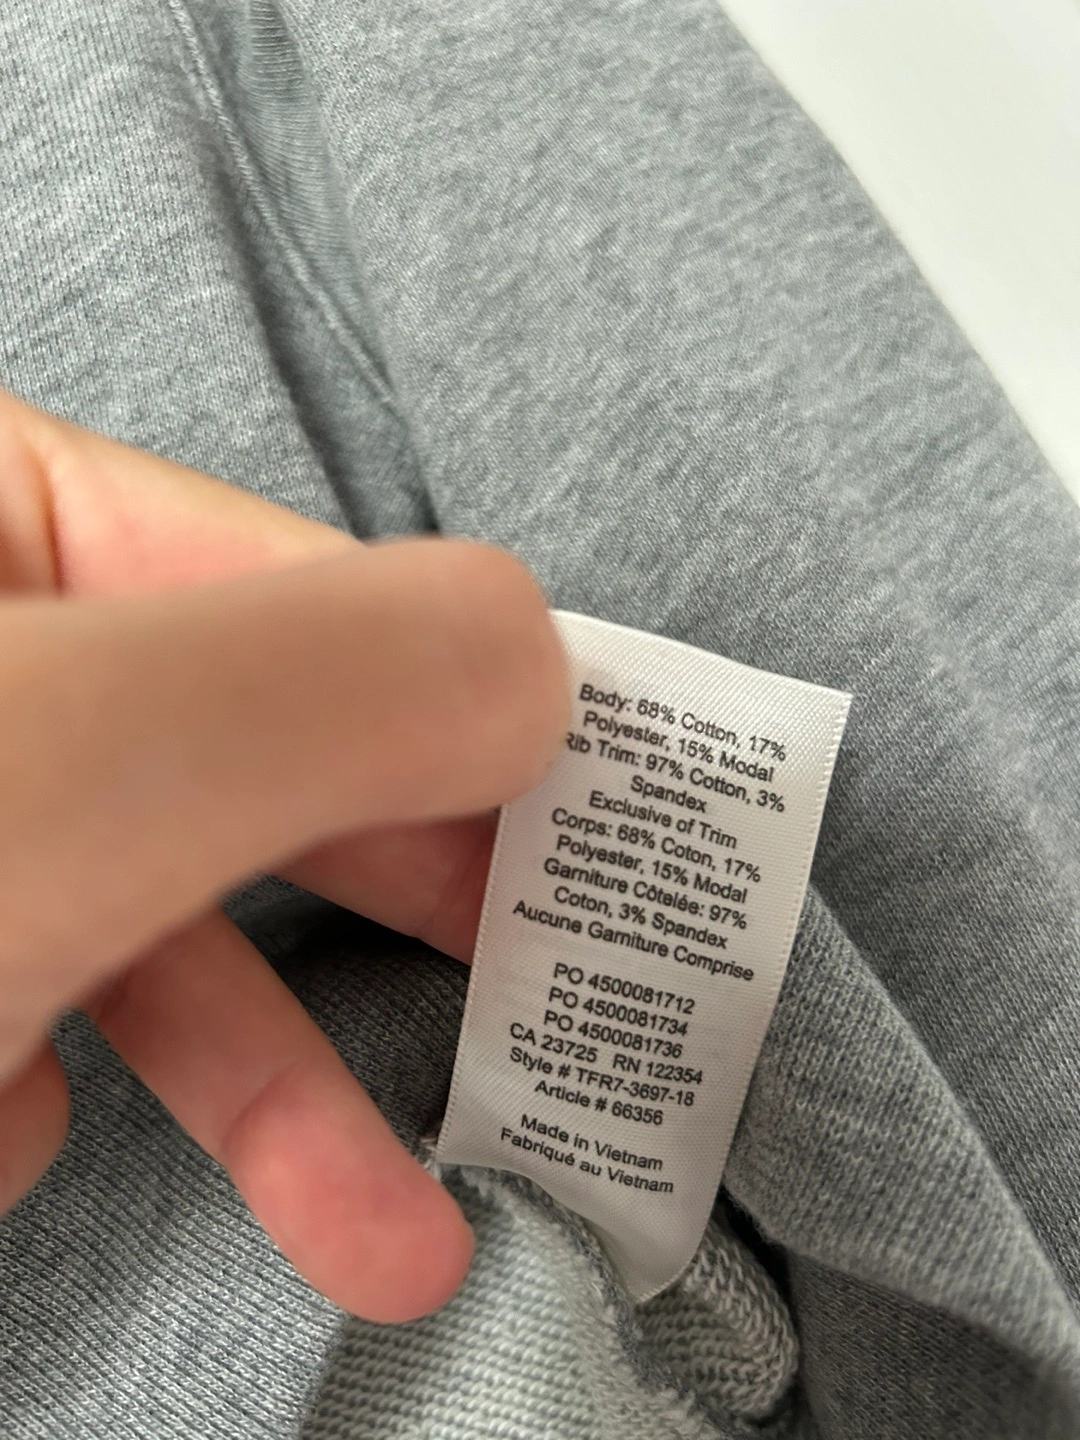 Body: 68% Cotton, 17%
Polyester, 15% Modal
Rib Trim: 97% Cotton, 3%
Spandex
Exclusive of Trim
Corps: 68% Coton, 17%
Polyester, 15% Modal
Garniture Côtelée: 97%
Coton, 3% Spandex
Aucune Garniture Comprise
PO 4500081712
PO 4500081734
PO 4500081736
CA 23725 RN 122354
Style # TFR7-3697-18
Article # 66356
Made in Vietnam
Fabriqué au Vietnam